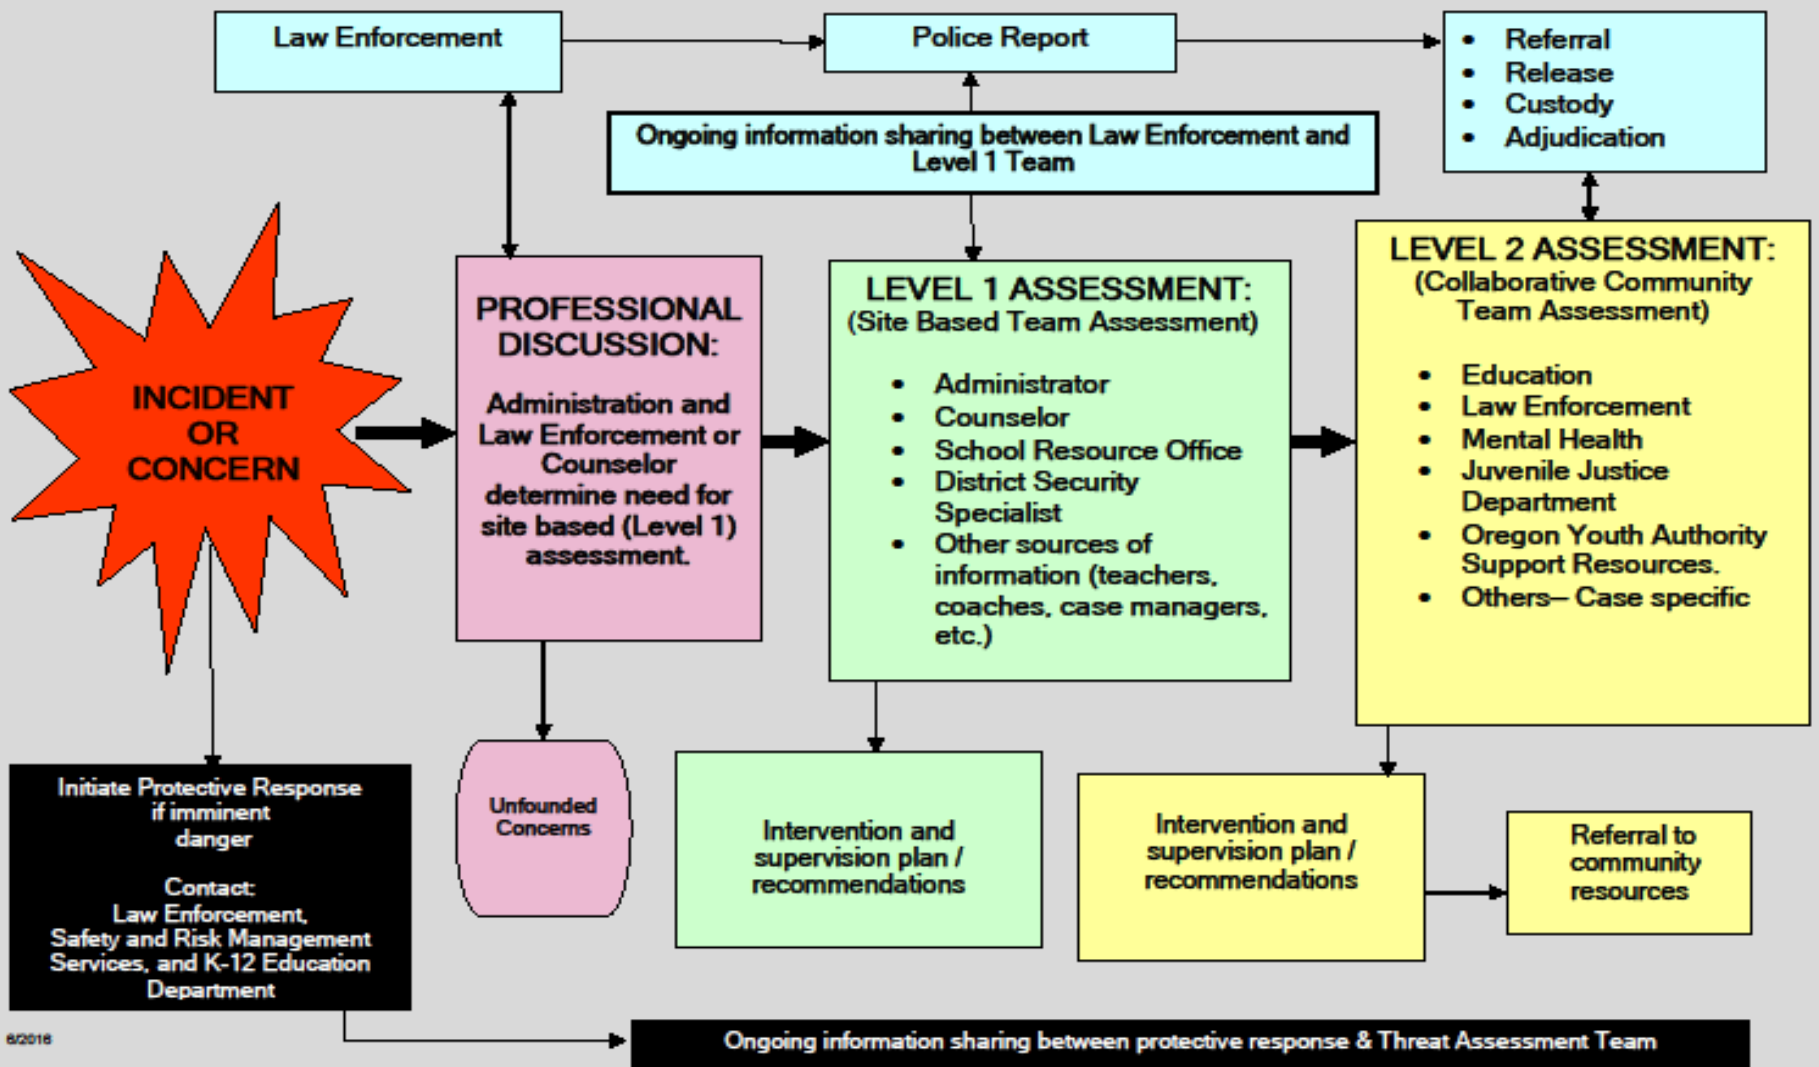 Law Enforcement
Police Report
• Referral
• Release
• Custody
• Adjudication
Ongoing information sharing between Law Enforcement and
Level 1 Team
INCIDENT
OR
CONCERN
PROFESSIONAL
DISCUSSION:
Administration and
Law Enforcement or
Counselor
determine need for
site based (Level 1)
assessment.
LEVEL 1 ASSESSMENT:
(Site Based Team Assessment)
• Administrator
• Counselor
• School Resource Office
• District Security
Specialist
• Other sources of
information (teachers,
coaches, case managers,
etc.)
LEVEL 2 ASSESSMENT:
(Collaborative Community
Team Assessment)
• Education
• Law Enforcement
• Mental Health
• Juvenile Justice
Department
• Oregon Youth Authority
Support Resources.
• Others– Case specific
Initiate Protective Response
if imminent
danger
Contact:
Law Enforcement,
Safety and Risk Management
Services, and K-12 Education
Department
Unfounded
Concerns
Intervention and
supervision plan /
recommendations
Intervention and
supervision plan /
recommendations
Referral to
community
resources
6/2016
Ongoing information sharing between protective response & Threat Assessment Team